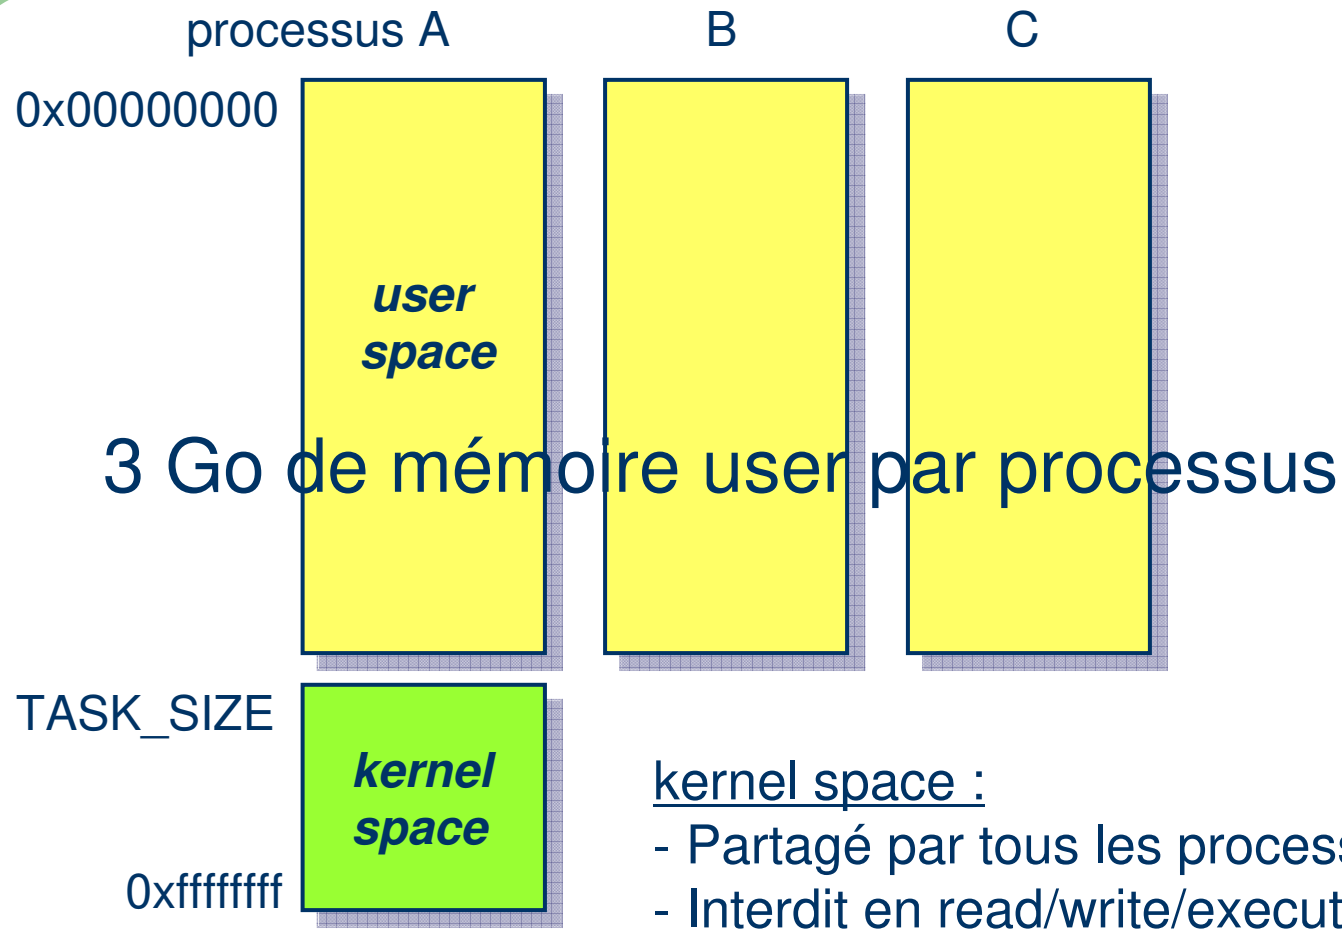 processus A B C
0x00000000
user
space
3 Go de mémoire user par processus
TASK_SIZE
kernel
space
0xffffffff
kernel space :
- Partagé par tous les process
- Interdit en read/write/execut